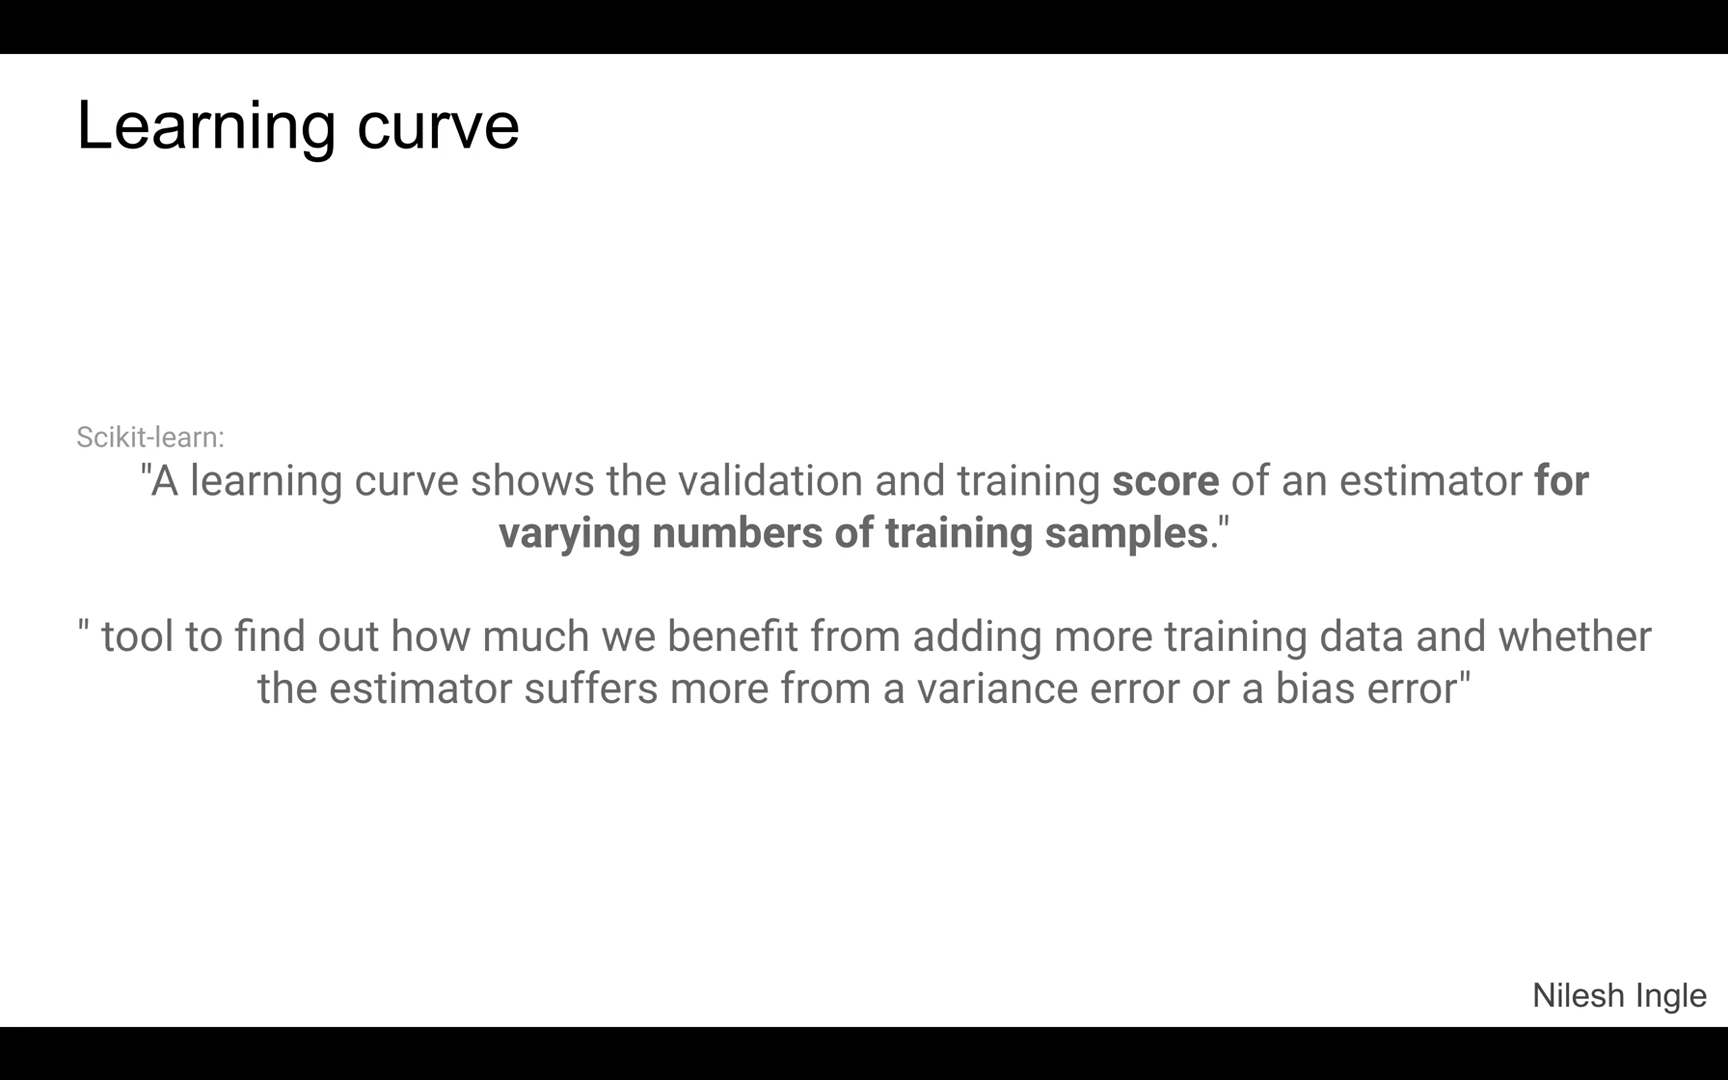 Learning curve
Scikit-learn:
"A learning curve shows the validation and training score of an estimator for
varying numbers of training samples."
" tool to find out how much we benefit from adding more training data and whether
the estimator suffers more from a variance error or a bias error"
Nilesh Ingle